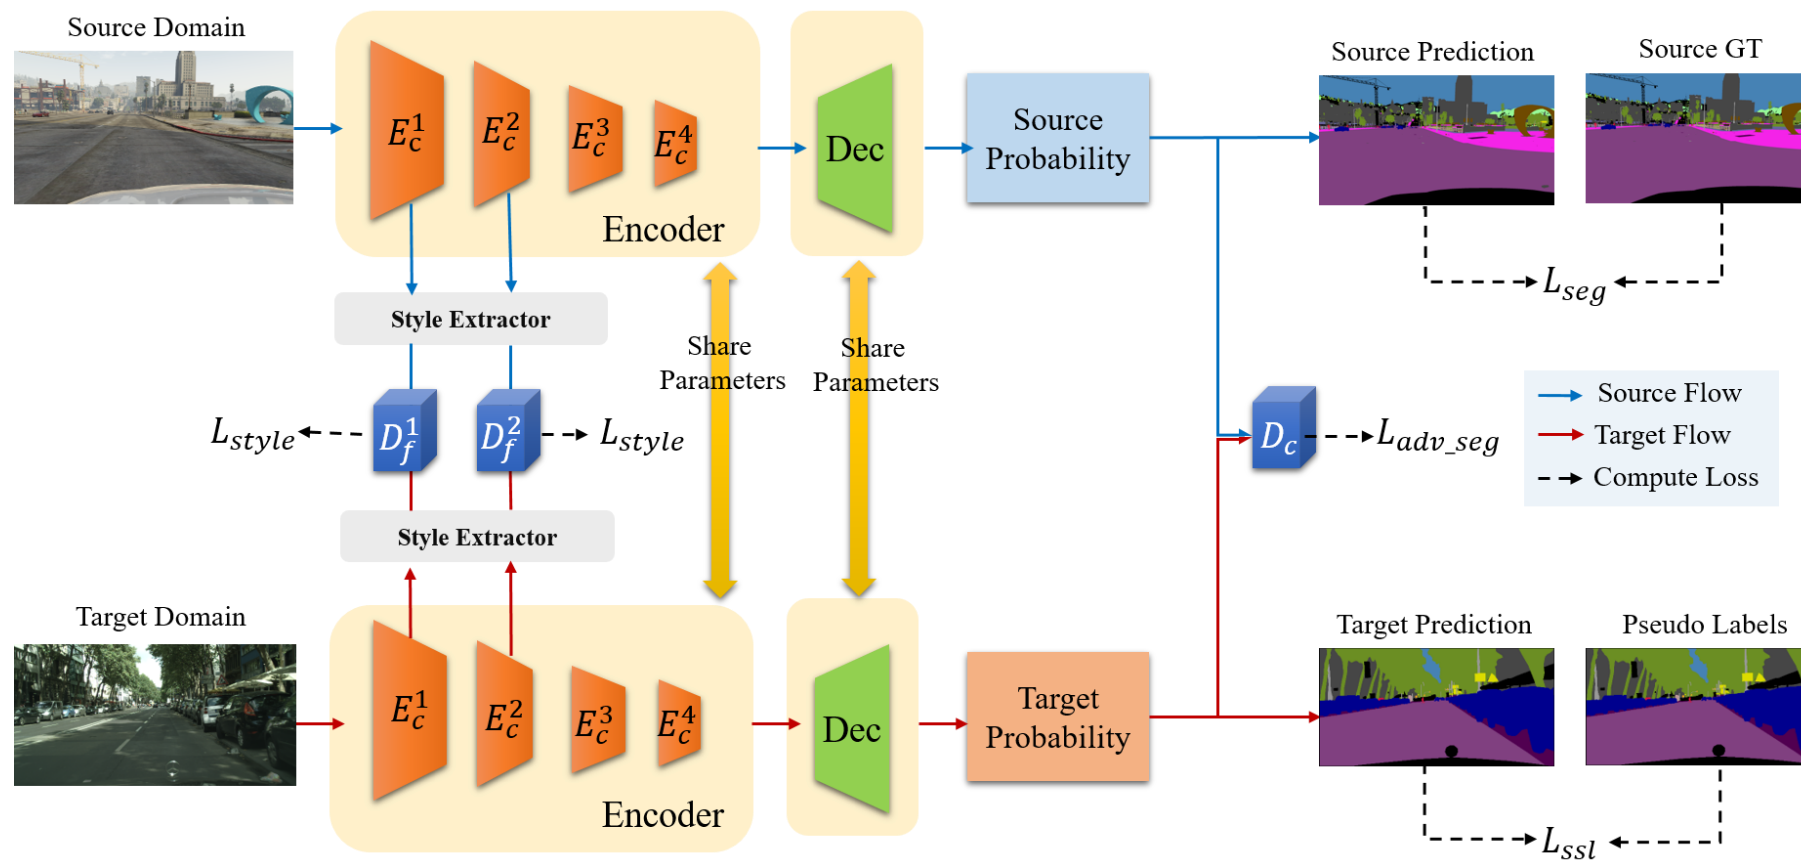 Source Domain
E_c^1
E_c^2
E_c^3
E_c^4
Encoder
Dec
Source
Probability
Source Prediction
Source GT
L_seg
Style Extractor
Share
Parameters
Share
Parameters
L_style
D_f^1
D_f^2
L_style
D_c
L_adv_seg
Source Flow
Target Flow
Compute Loss
Style Extractor
Target Domain
E_c^1
E_c^2
E_c^3
E_c^4
Encoder
Dec
Target
Probability
Target Prediction
Pseudo Labels
L_ssl